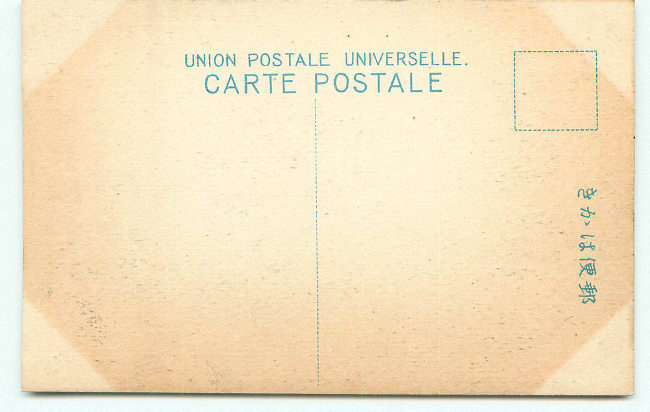 UNION POSTALE UNIVERSELLE.
CARTE POSTALE
きかは便郵